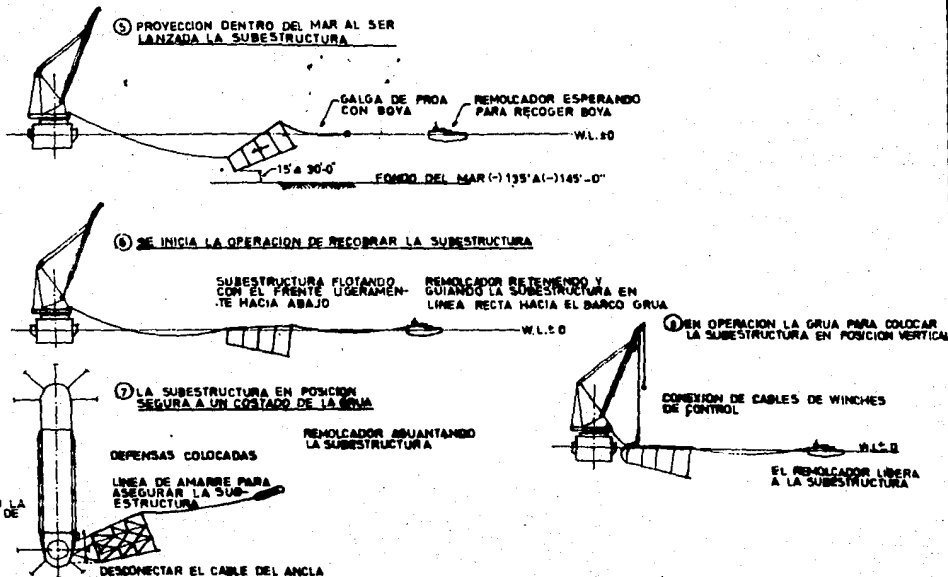 ⑤ PROYECCION DENTRO DEL MAR AL SER
LANZADA LA SUBESTRUCTURA
GALGA DE PROA
CON BOYA
REMOLCADOR ESPERANDO
PARA RECOGER BOYA
W.L.±0
15' A 30'-0"
FONDO DEL MAR (-) 135' A (-) 145'-0"
⑥ SE INICIA LA OPERACION DE RECOBRAR LA SUBESTRUCTURA
SUBESTRUCTURA FLOTANDO
CON EL FRENTE LIGERAMEN-
TE HACIA ABAJO
REMOLCADOR RETENIENDO Y
GUIANDO LA SUBESTRUCTURA EN
LINEA RECTA HACIA EL BARCO GRUA
W.L.± 0
⑦ LA SUBESTRUCTURA EN POSICION
SEGURA A UN COSTADO DE LA GRUA
REMOLCADOR AGUANTANDO
LA SUBESTRUCTURA
DEFENSAS COLOCADAS
LINEA DE AMARRE PARA
ASEGURAR LA SUB-
ESTRUCTURA
LA
DE
DESCONECTAR EL CABLE DEL ANCLA
⑧ EN OPERACION LA GRUA PARA COLOCAR
LA SUBESTRUCTURA EN POSICION VERTICAL
CONEXION DE CABLES DE WINCHES
DE CONTROL
W.L.± 0
EL REMOLCADOR LIBERA
A LA SUBESTRUCTURA